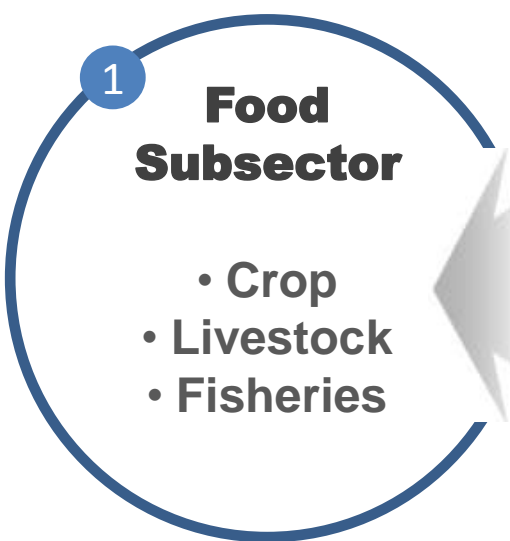 1
Food
Subsector
• Crop
• Livestock
• Fisheries